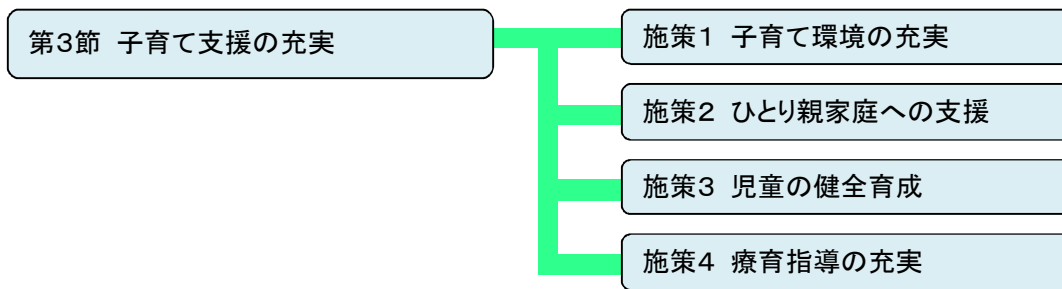 第3節 子育て支援の充実
施策1 子育て環境の充実
施策2 ひとり親家庭への支援
施策3 児童の健全育成
施策4 療育指導の充実